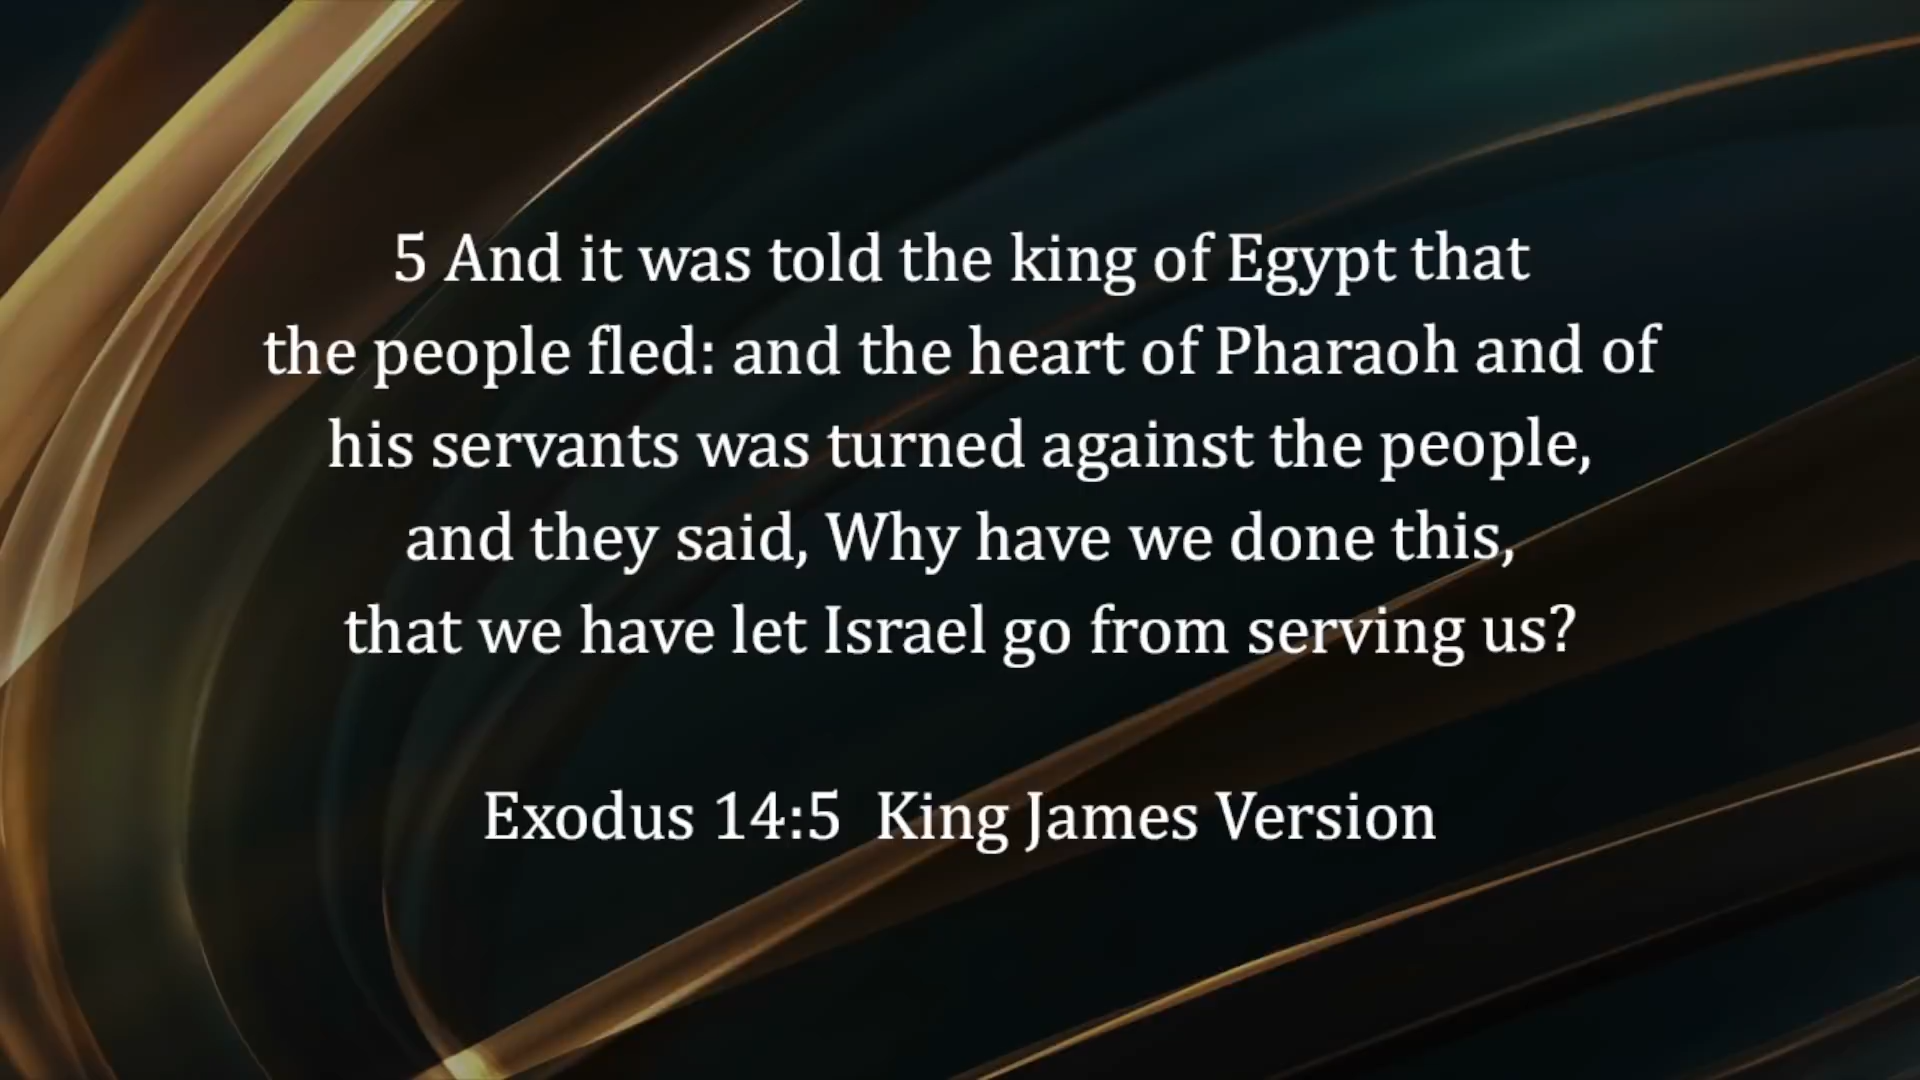 5 And it was told the king of Egypt that
the people fled: and the heart of Pharaoh and of
his servants was turned against the people,
and they said, Why have we done this,
that we have let Israel go from serving us?
Exodus 14:5  King James Version